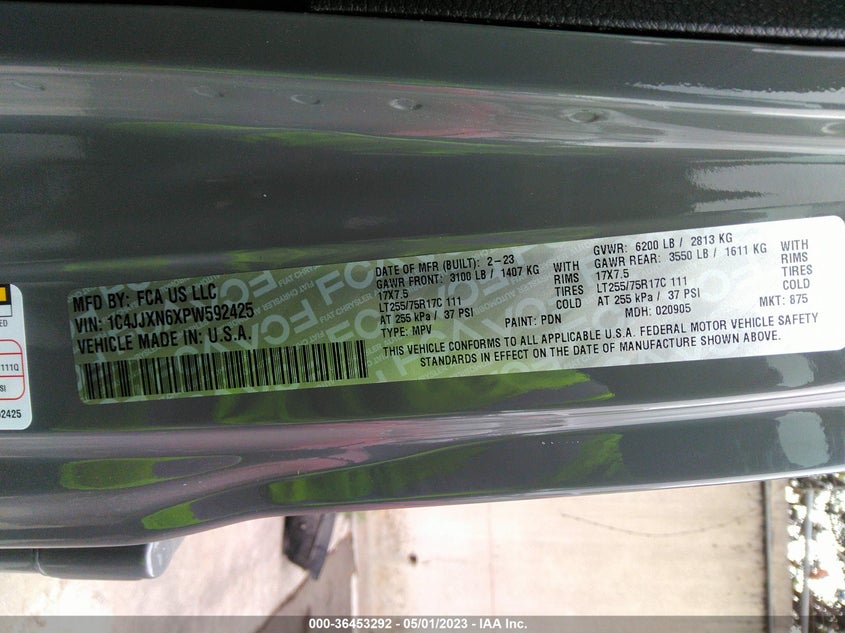 MFD BY: FCA US LLC
VIN: 1C4JJXN6XPW592425
VEHICLE MADE IN U.S.A.
DATE OF MFR (BUILT): 2-23
GAWR FRONT: 3100 LB / 1407 KG WITH
17X7.5 RIMS
LT255/75R17C 111 TIRES
AT 255 kPa / 37 PSI COLD
TYPE: MPV PAINT: PDN
GVWR: 6200 LB / 2813 KG
GAWR REAR: 3550 LB / 1611 KG WITH
17X7.5 RIMS
LT255/75R17C 111 TIRES
AT 255 kPa / 37 PSI COLD
MDH: 020905 MKT: 875
THIS VEHICLE CONFORMS TO ALL APPLICABLE U.S.A. FEDERAL MOTOR VEHICLE SAFETY
STANDARDS IN EFFECT ON THE DATE OF MANUFACTURE SHOWN ABOVE.
111Q
SI
2425
000-36453292 - 05/01/2023 - IAA Inc.